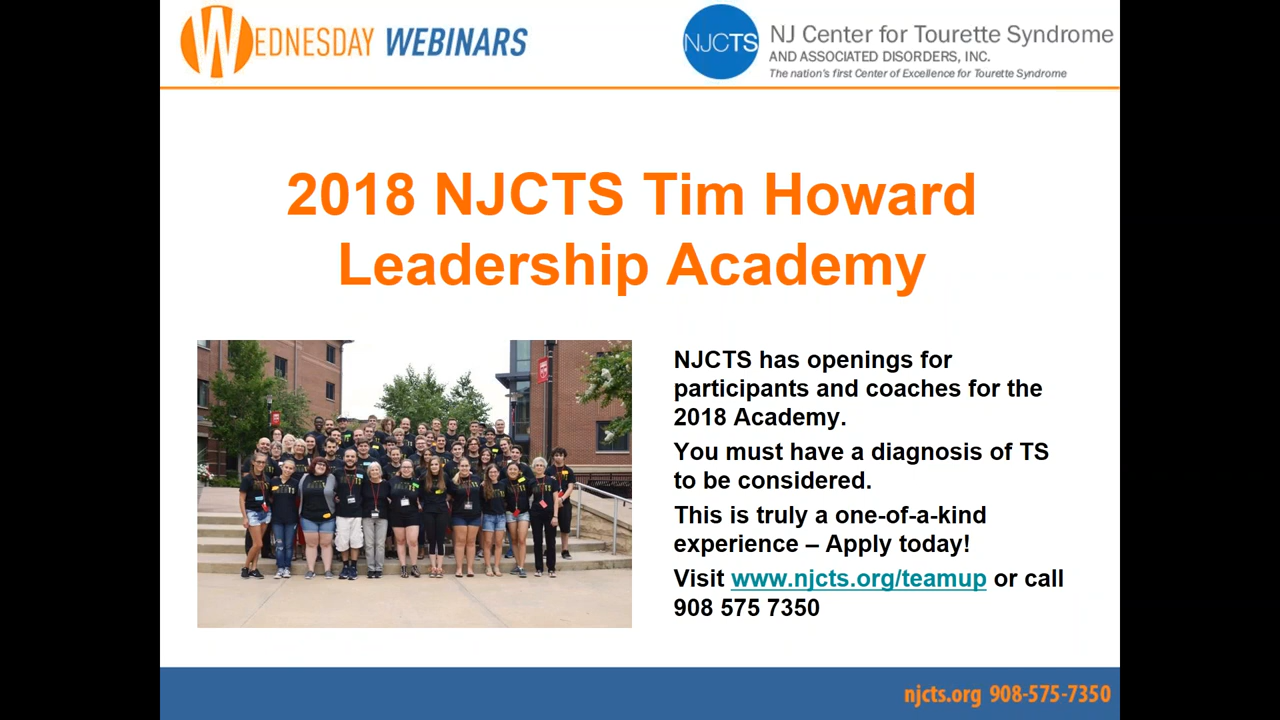 WEDNESDAY WEBINARS
NJCTS
NJ Center for Tourette Syndrome
AND ASSOCIATED DISORDERS, INC.
The nation's first Center of Excellence for Tourette Syndrome
2018 NJCTS Tim Howard
Leadership Academy
NJCTS has openings for
participants and coaches for the
2018 Academy.
You must have a diagnosis of TS
to be considered.
This is truly a one-of-a-kind
experience – Apply today!
Visit www.njcts.org/teamup or call
908 575 7350
njcts.org 908-575-7350